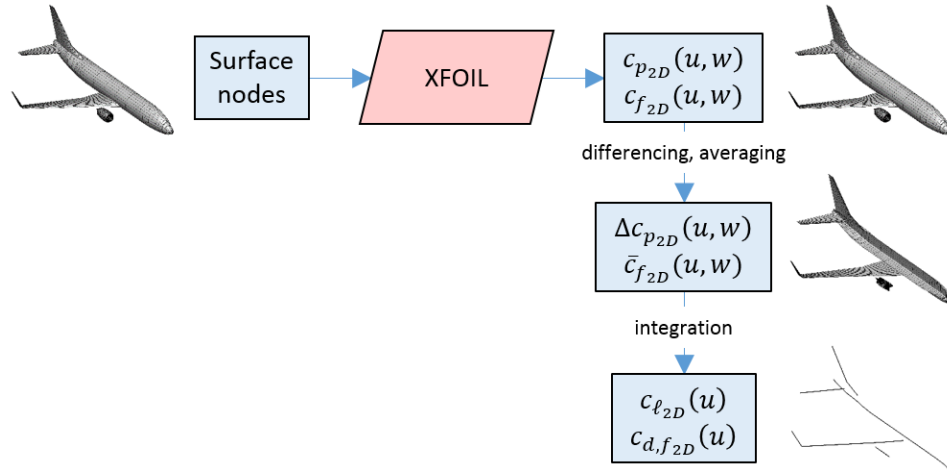 Surface
nodes
XFOIL
c_{p_{2D}}(u, w)
c_{f_{2D}}(u, w)
differencing, averaging
Δc_{p_{2D}}(u, w)
c̄_{f_{2D}}(u, w)
integration
c_{ℓ_{2D}}(u)
c_{d,f_{2D}}(u)